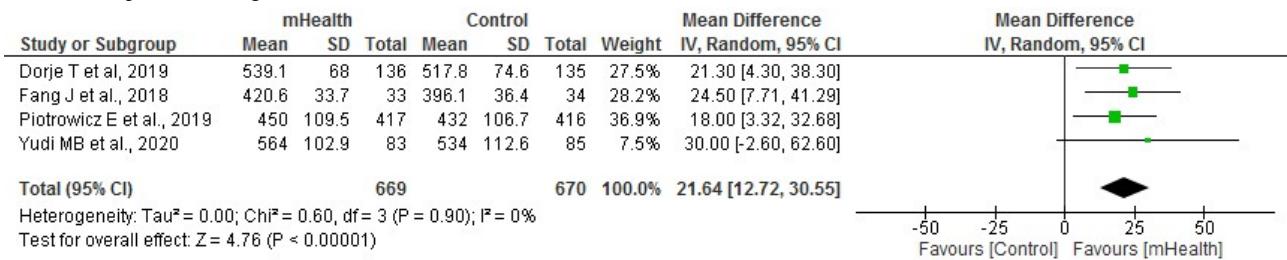 mHealth Control Mean Difference Mean Difference
Study or Subgroup Mean SD Total Mean SD Total Weight IV, Random, 95% CI IV, Random, 95% CI
Dorje T et al, 2019 539.1 68 136 517.8 74.6 135 27.5% 21.30 [4.30, 38.30]
Fang J et al., 2018 420.6 33.7 33 396.1 36.4 34 28.2% 24.50 [7.71, 41.29]
Piotrowicz E et al., 2019 450 109.5 417 432 106.7 416 36.9% 18.00 [3.32, 32.68]
Yudi MB et al., 2020 564 102.9 83 534 112.6 85 7.5% 30.00 [-2.60, 62.60]
Total (95% CI) 669 670 100.0% 21.64 [12.72, 30.55]
Heterogeneity: Tau² = 0.00; Chi² = 0.60, df = 3 (P = 0.90); I² = 0%
Test for overall effect: Z = 4.76 (P < 0.00001)
-50 -25 0 25 50
Favours [Control] Favours [mHealth]